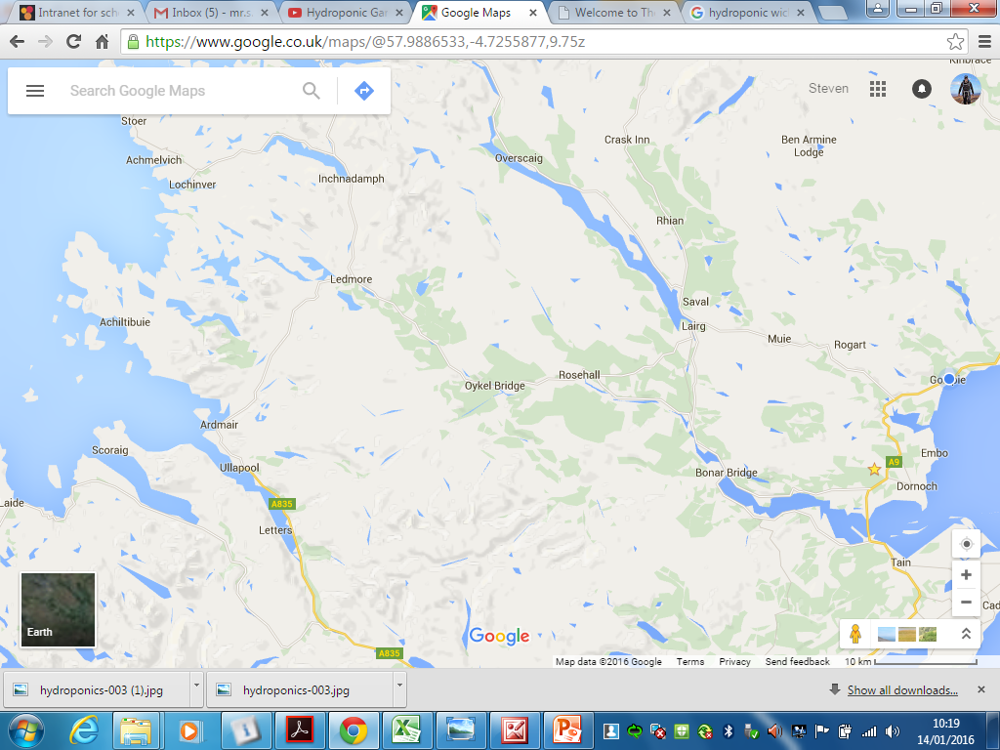 Intranet for sch
Inbox (5) - mr.s
Hydroponic Gar
Google Maps
Welcome to The
hydroponic wic
https://www.google.co.uk/maps/@57.9886533,-4.7255877,9.75z
Search Google Maps
Steven
Kinbrace
Stoer
Crask Inn
Ben Armine
Lodge
Achmelvich
Overscaig
Lochinver
Inchnadamph
Rhian
Ledmore
Saval
Achiltibuie
Lairg
Muie
Rogart
Rosehall
Oykel Bridge
Ardmair
Scoraig
Embo
A9
Ullapool
Bonar Bridge
Dornoch
Laide
A835
Letters
Tain
Cad
Earth
Google
A835
Map data ©2016 Google Terms Privacy Send feedback 10 km
hydroponics-003 (1).jpg
hydroponics-003.jpg
Show all downloads...
10:19
14/01/2016